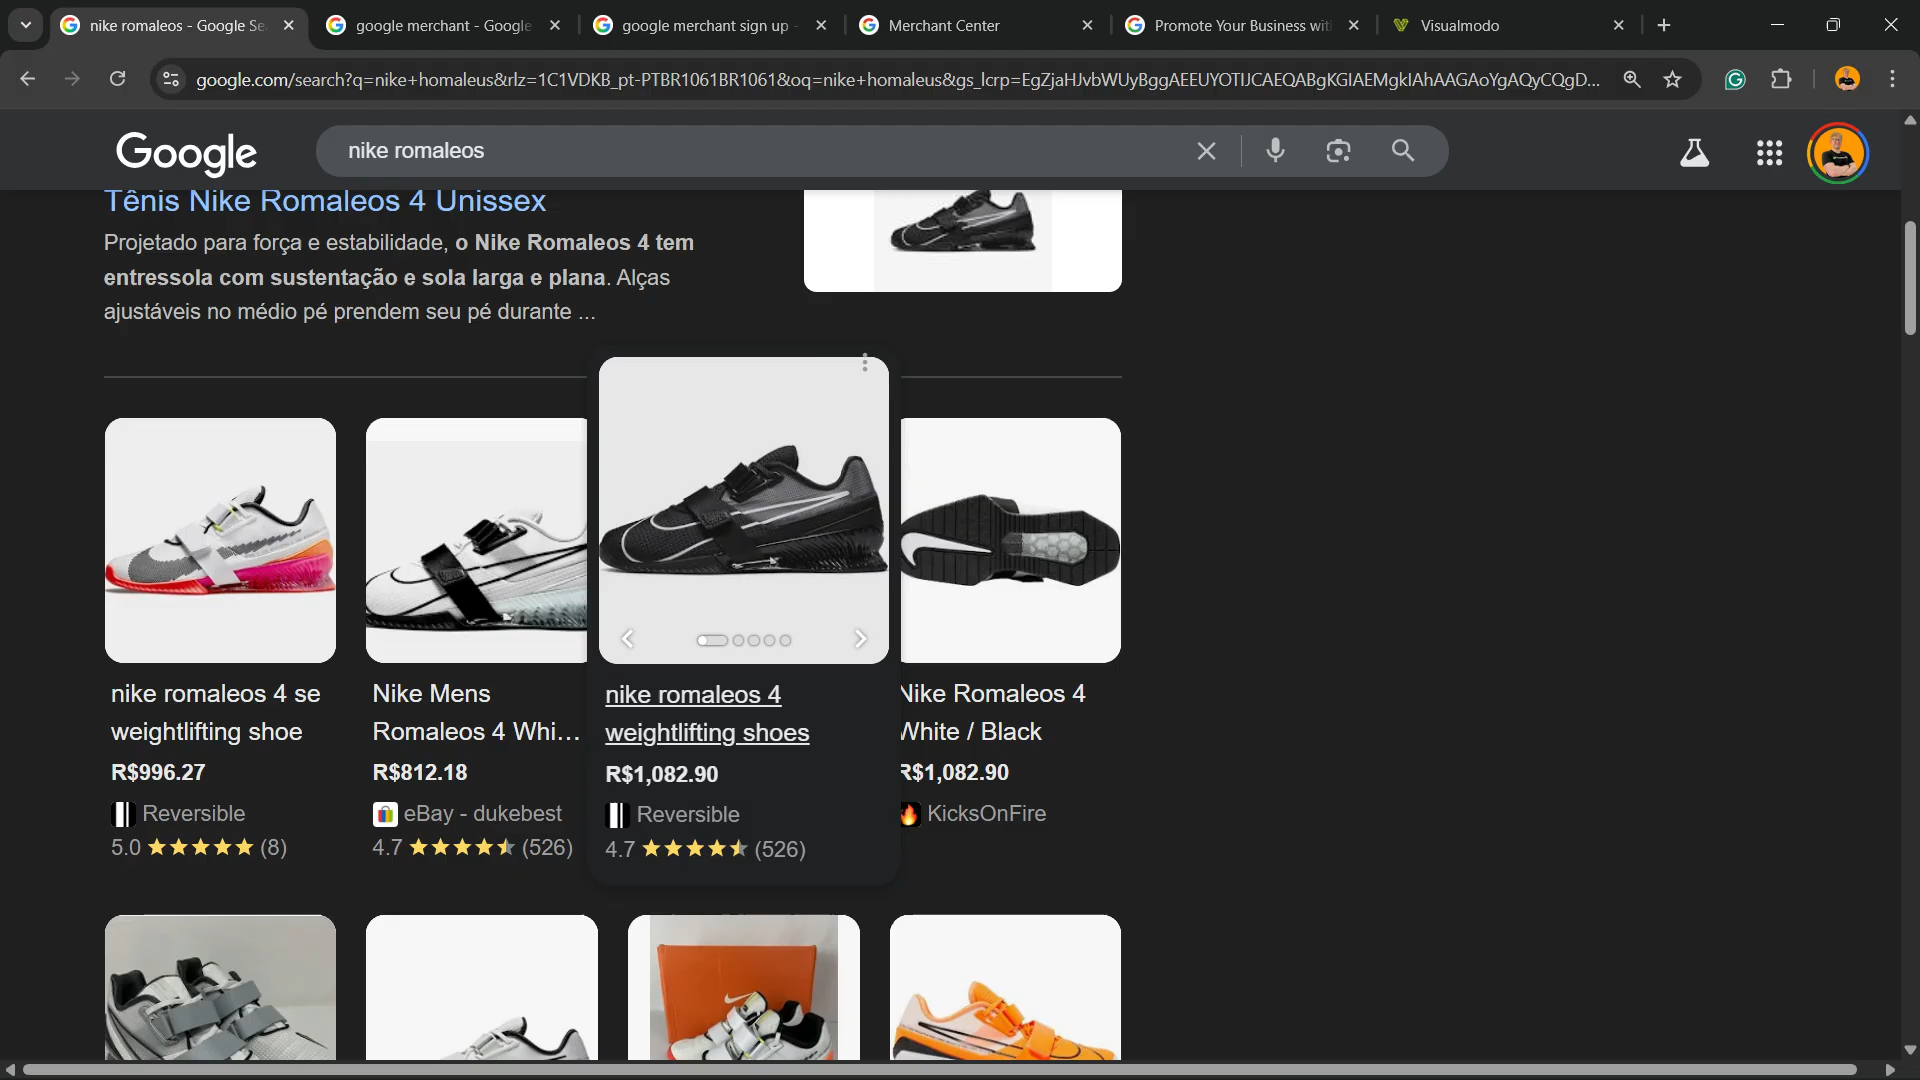 nike romaleos - Google Se
google merchant - Google
google merchant sign up -
Merchant Center
Promote Your Business wit
Visualmodo
google.com/search?q=nike+homaleus&rlz=1C1VDKB_pt-PTBR1061BR1061&oq=nike+homaleus&gs_lcrp=EgZjaHJvbWUyBggAEEUYOTIJCAEQABgKGIAEMgkIAhAAGAoYgAQyCQgD...
Google
nike romaleos
Tênis Nike Romaleos 4 Unissex
Projetado para força e estabilidade, o Nike Romaleos 4 tem
entressola com sustentação e sola larga e plana. Alças
ajustáveis no médio pé prendem seu pé durante ...
nike romaleos 4 se
weightlifting shoe
R$996.27
Reversible
5.0 (8)
Nike Mens
Romaleos 4 Whi...
R$812.18
eBay - dukebest
4.7 (526)
nike romaleos 4
weightlifting shoes
R$1,082.90
Reversible
4.7 (526)
Nike Romaleos 4
White / Black
R$1,082.90
KicksOnFire